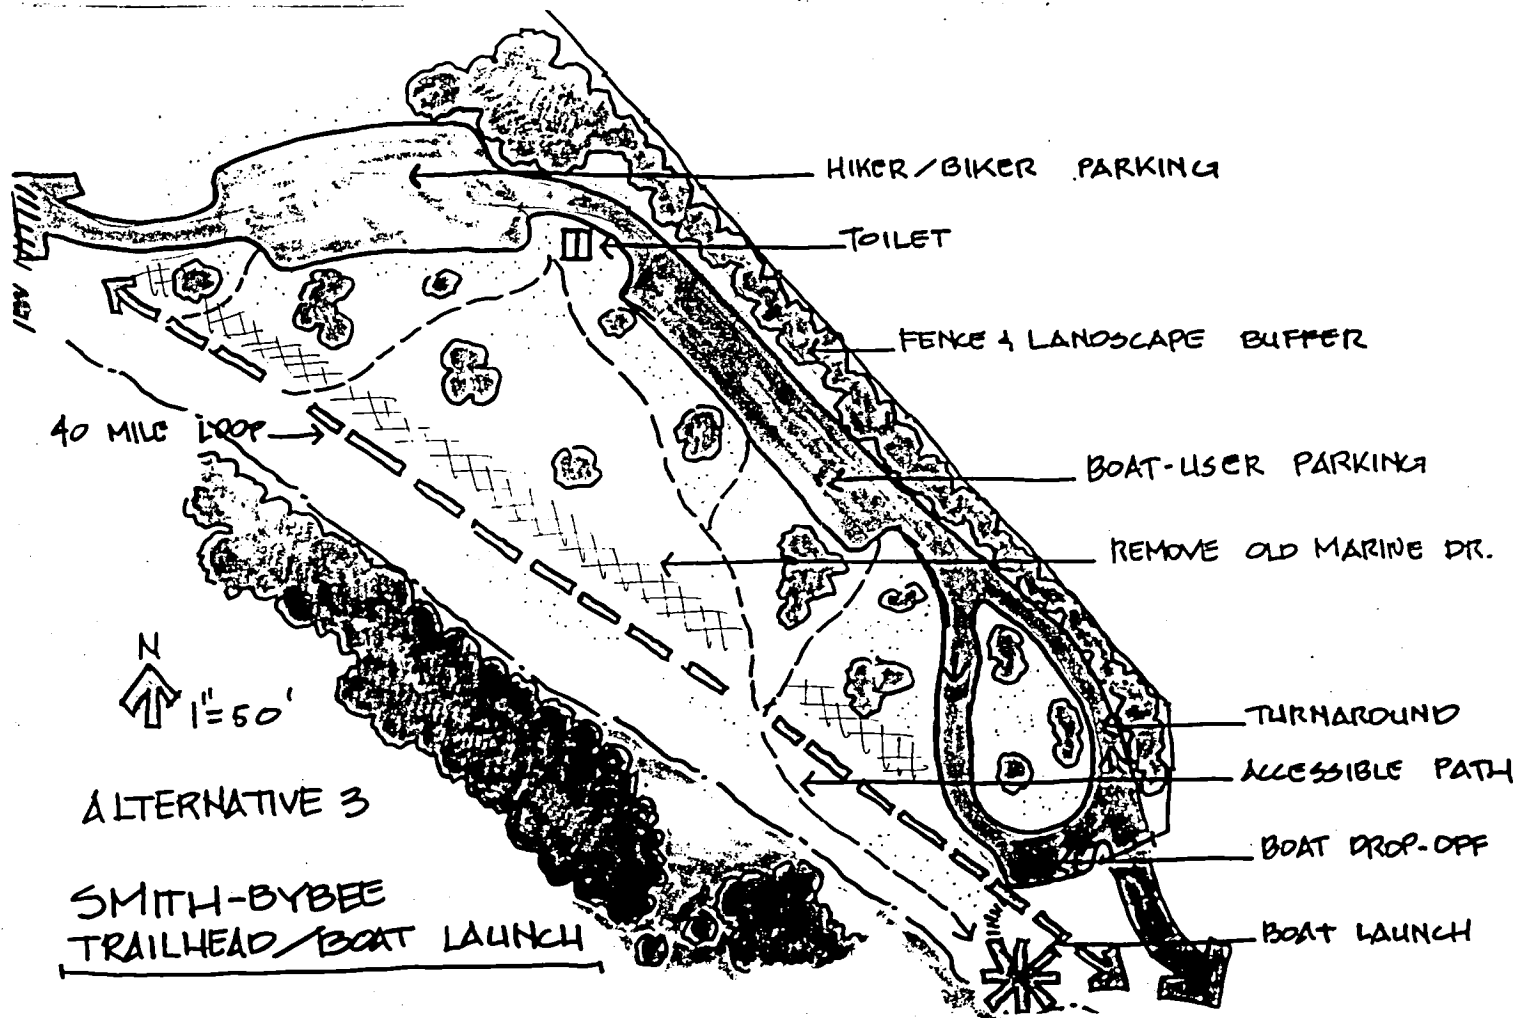 HIKER/BIKER PARKING
TOILET
FENCE & LANDSCAPE BUFFER
40 MILE LOOP
BOAT-USER PARKING
REMOVE OLD MARINE DR.
N
1"=50'
TURNAROUND
ACCESSIBLE PATH
ALTERNATIVE 3
BOAT DROP-OFF
SMITH-BYBEE
TRAILHEAD/BOAT LAUNCH
BOAT LAUNCH